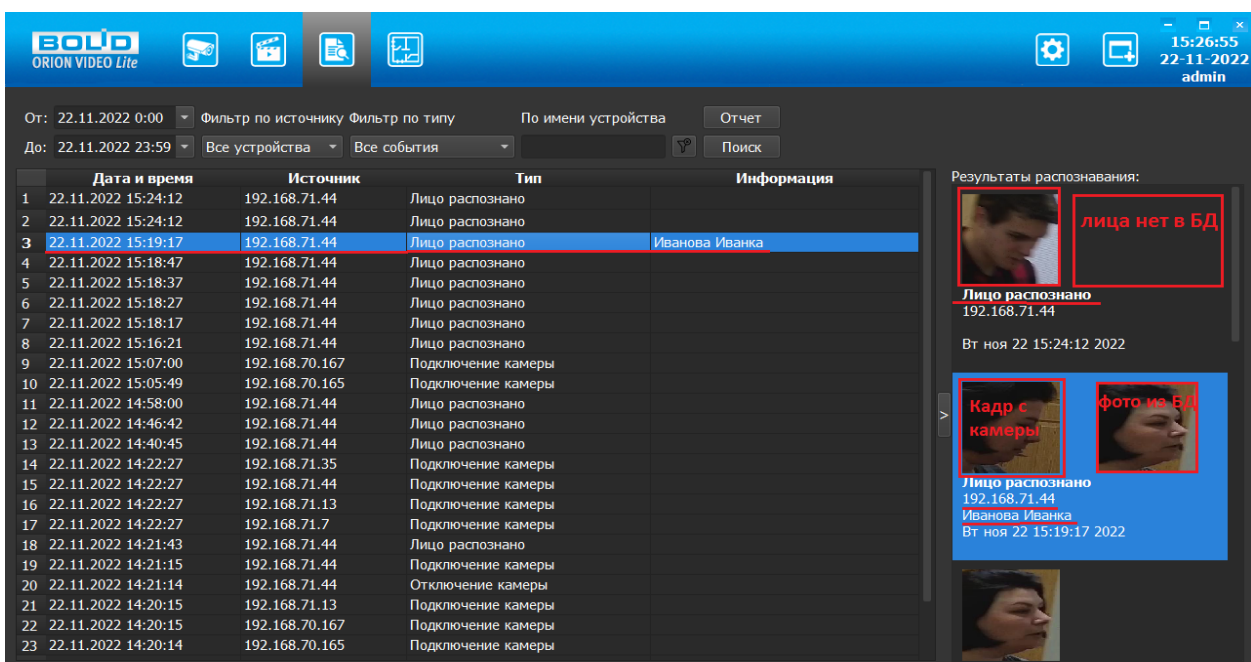 BOLID
ORION VIDEO Lite
15:26:55
22-11-2022
admin
От: 22.11.2022 0:00 Фильтр по источнику Фильтр по типу По имени устройства Отчет
До: 22.11.2022 23:59 Все устройства Все события Поиск
Дата и время Источник Тип Информация
1 22.11.2022 15:24:12 192.168.71.44 Лицо распознано
2 22.11.2022 15:24:12 192.168.71.44 Лицо распознано
3 22.11.2022 15:19:17 192.168.71.44 Лицо распознано Иванова Иванка
4 22.11.2022 15:18:47 192.168.71.44 Лицо распознано
5 22.11.2022 15:18:37 192.168.71.44 Лицо распознано
6 22.11.2022 15:18:27 192.168.71.44 Лицо распознано
7 22.11.2022 15:18:17 192.168.71.44 Лицо распознано
8 22.11.2022 15:16:21 192.168.71.44 Лицо распознано
9 22.11.2022 15:07:00 192.168.70.167 Подключение камеры
10 22.11.2022 15:05:49 192.168.70.165 Подключение камеры
11 22.11.2022 14:58:00 192.168.71.44 Лицо распознано
12 22.11.2022 14:46:42 192.168.71.44 Лицо распознано
13 22.11.2022 14:40:45 192.168.71.44 Лицо распознано
14 22.11.2022 14:22:27 192.168.71.35 Подключение камеры
15 22.11.2022 14:22:27 192.168.71.44 Подключение камеры
16 22.11.2022 14:22:27 192.168.71.13 Подключение камеры
17 22.11.2022 14:22:27 192.168.71.7 Подключение камеры
18 22.11.2022 14:21:43 192.168.71.44 Лицо распознано
19 22.11.2022 14:21:15 192.168.71.44 Подключение камеры
20 22.11.2022 14:21:14 192.168.71.44 Отключение камеры
21 22.11.2022 14:20:15 192.168.71.13 Подключение камеры
22 22.11.2022 14:20:15 192.168.70.167 Подключение камеры
23 22.11.2022 14:20:14 192.168.70.165 Подключение камеры
>
Результаты распознавания:
лица нет в БД
Лицо распознано
192.168.71.44
Вт ноя 22 15:24:12 2022
Кадр с
камеры
фото из БД
Лицо распознано
192.168.71.44
Иванова Иванка
Вт ноя 22 15:19:17 2022